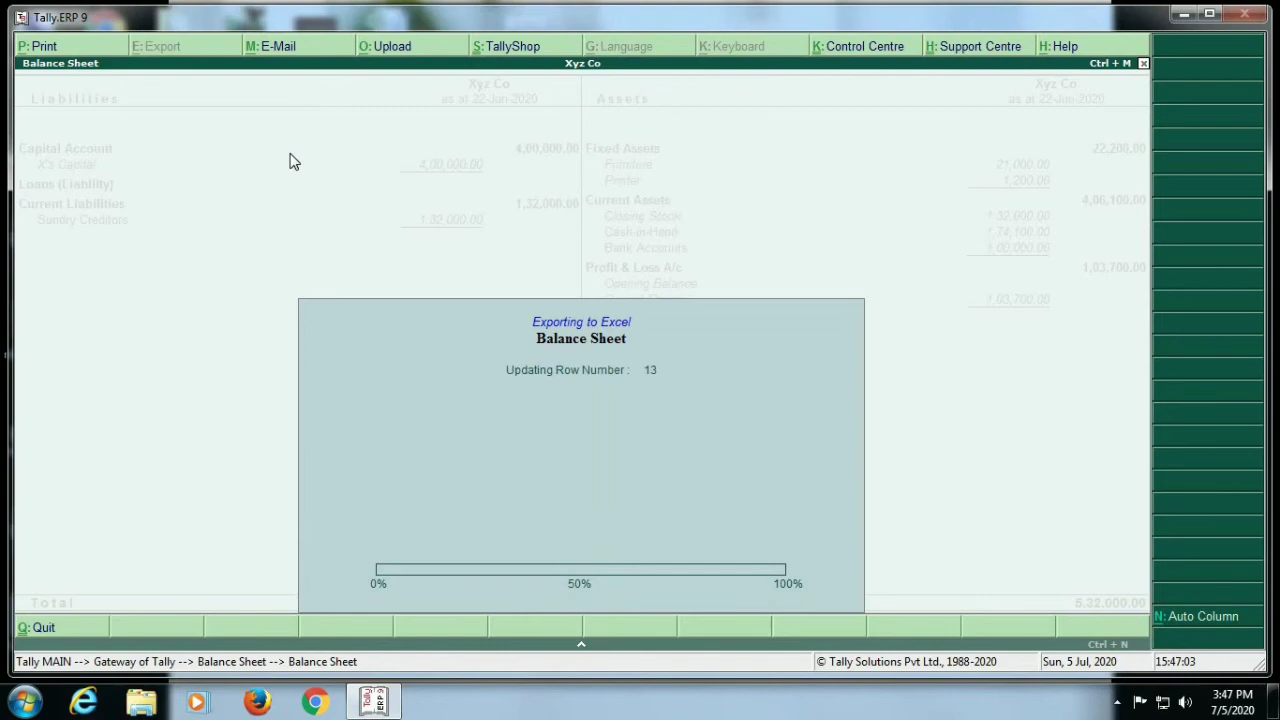 Tally.ERP 9
P: Print E: Export M: E-Mail O: Upload S: TallyShop G: Language K: Keyboard K: Control Centre H: Support Centre H: Help
Balance Sheet Xyz Co Ctrl + M
Xyz Co Xyz Co
Liabilities as at 22-Jun-2020 Assets as at 22-Jun-2020
Capital Account 4,00,000.00 Fixed Assets 22,200.00
X's Capital 4,00,000.00 Furniture 21,000.00
Printer 1,200.00
Loans (Liability)
Current Liabilities 1,32,000.00 Current Assets 4,06,100.00
Sundry Creditors 1,32,000.00 Closing Stock 1,32,000.00
Cash-in-Hand 1,74,100.00
Bank Accounts 1,00,000.00
Profit & Loss A/c 1,03,700.00
Opening Balance
1,03,700.00
Exporting to Excel
Balance Sheet
Updating Row Number : 13
0% 50% 100%
Total 5,32,000.00
N: Auto Column
Q: Quit
Ctrl + N
Tally MAIN --> Gateway of Tally --> Balance Sheet --> Balance Sheet © Tally Solutions Pvt Ltd., 1988-2020 Sun, 5 Jul, 2020 15:47:03
Tally ERP 9
3:47 PM
7/5/2020